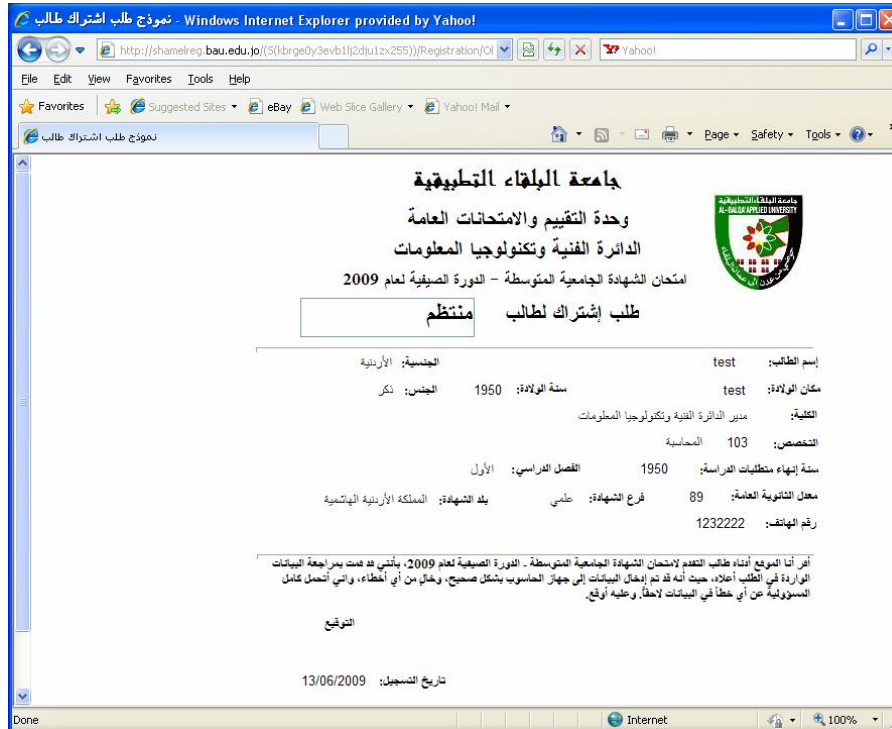 نموذج طلب اشتراك طالب - Windows Internet Explorer provided by Yahoo!
http://shamelreg.bau.edu.jo/(S(kbrge0y3evb1lj2dju1zx255))/Registration/Ol
Yahoo!
File Edit View Favorites Tools Help
Favorites Suggested Sites eBay Web Slice Gallery Yahoo! Mail
نموذج طلب اشتراك طالب
Page Safety Tools
جامعة البلقاء التطبيقية
جامعة البلقاء التطبيقية
AL-BALQA' APPLIED UNIVERSITY
وحدة التقييم والامتحانات العامة
الدائرة الفنية وتكنولوجيا المعلومات
امتحان الشهادة الجامعية المتوسطة – الدورة الصيفية لعام 2009
طلب إشتراك لطالب منتظم
إسم الطالب: test الجنسية: الأردنية
مكان الولادة: test سنة الولادة: 1950 الجنس: ذكر
الكلية: مدير الدائرة الفنية وتكنولوجيا المعلومات
التخصص: 103 المحاسبة
سنة إنهاء متطلبات الدراسة: 1950 الفصل الدراسي: الأول
معدل الثانوية العامة: 89 فرع الشهادة: علمي بلد الشهادة: المملكة الأردنية الهاشمية
رقم الهاتف: 1232222
أقر أنا الموقع أدناه طالب التقدم لامتحان الشهادة الجامعية المتوسطة - الدورة الصيفية لعام 2009، بأنني قد قمت بمراجعة البيانات
الواردة في الطلب أعلاه، حيث أنه قد تم إدخال البيانات إلى جهاز الحاسوب بشكل صحيح، وخالٍ من أي أخطاء، واني أتحمل كامل
المسؤولية عن أي خطأ في البيانات لاحقاً. وعليه أوقع.
التوقيع
تاريخ التسجيل: 13/06/2009
Done Internet 100%